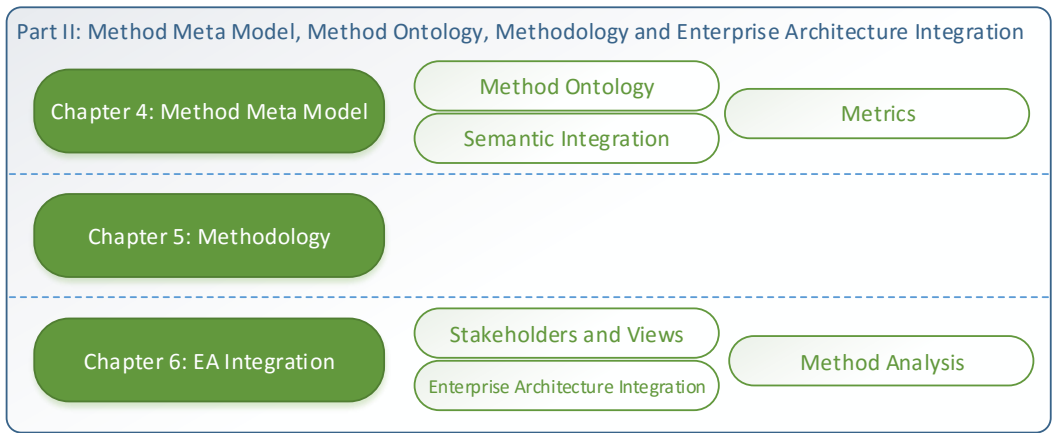 Part II: Method Meta Model, Method Ontology, Methodology and Enterprise Architecture Integration
Chapter 4: Method Meta Model
Method Ontology
Semantic Integration
Metrics
Chapter 5: Methodology
Chapter 6: EA Integration
Stakeholders and Views
Enterprise Architecture Integration
Method Analysis